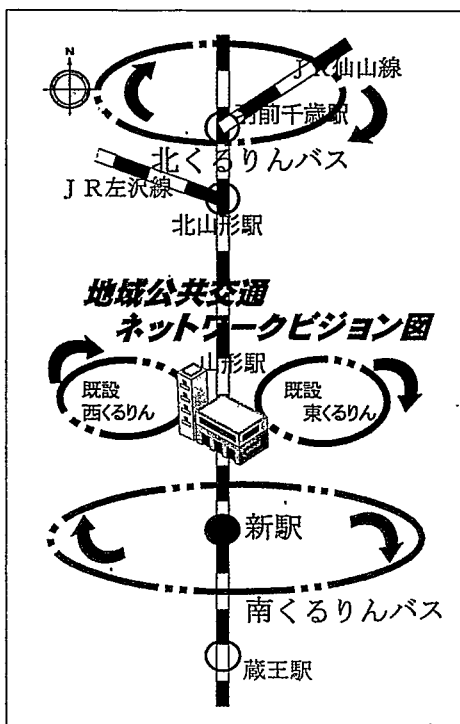 N
JR仙山線
羽前千歳駅
北くるりんバス
JR左沢線
北山形駅
地域公共交通
ネットワークビジョン図
山形駅
既設
西くるりん
既設
東くるりん
新駅
南くるりんバス
蔵王駅